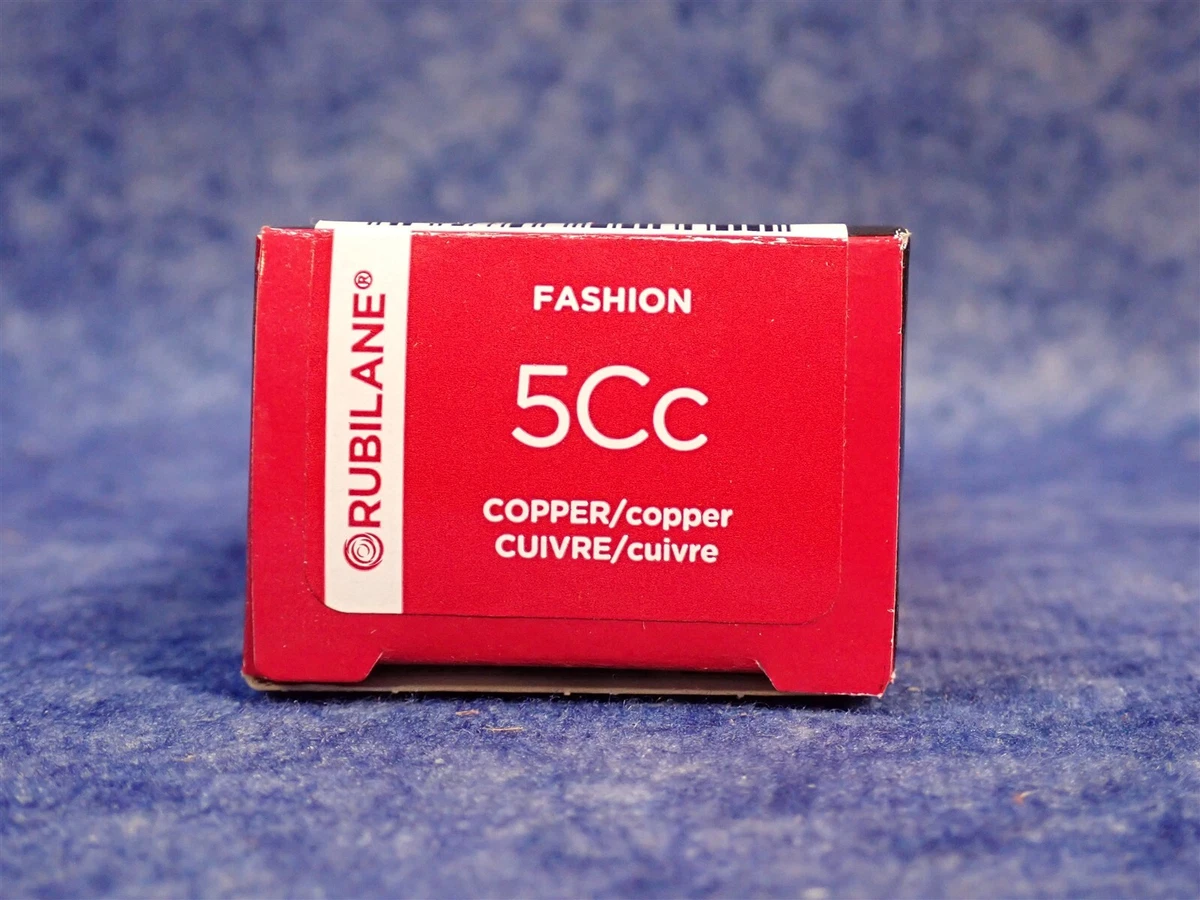 RUBILANE®
FASHION
5Cc
COPPER/copper
CUIVRE/cuivre